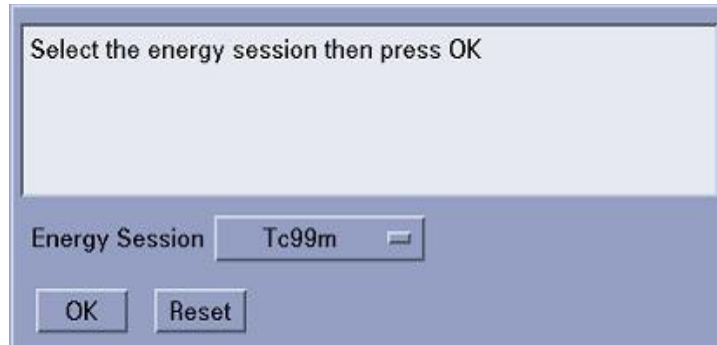 Select the energy session then press OK
Energy Session Tc99m
OK Reset